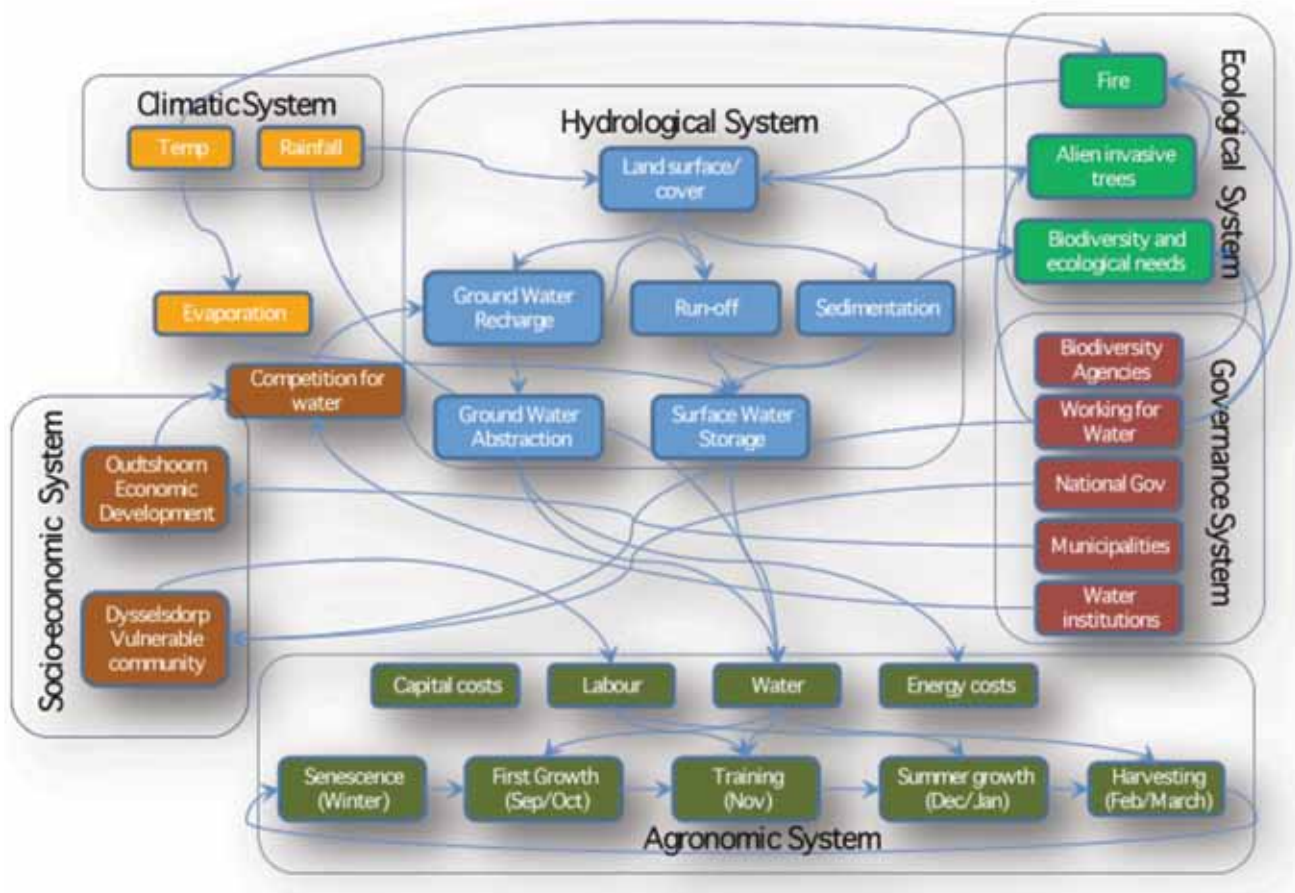 Climatic System
Temp
Rainfall
Evaporation
Hydrological System
Land surface/
cover
Ground Water
Recharge
Run-off
Sedimentation
Ground Water
Abstraction
Surface Water
Storage
Ecological System
Fire
Alien invasive
trees
Biodiversity and
ecological needs
Governance System
Biodiversity
Agencies
Working for
Water
National Gov
Municipalities
Water
institutions
Socio-economic System
Competition for
water
Oudtshoorn
Economic
Development
Dysselsdorp
Vulnerable
community
Capital costs
Labour
Water
Energy costs
Senescence
(Winter)
First Growth
(Sep/Oct)
Training
(Nov)
Summer growth
(Dec/Jan)
Harvesting
(Feb/March)
Agronomic System